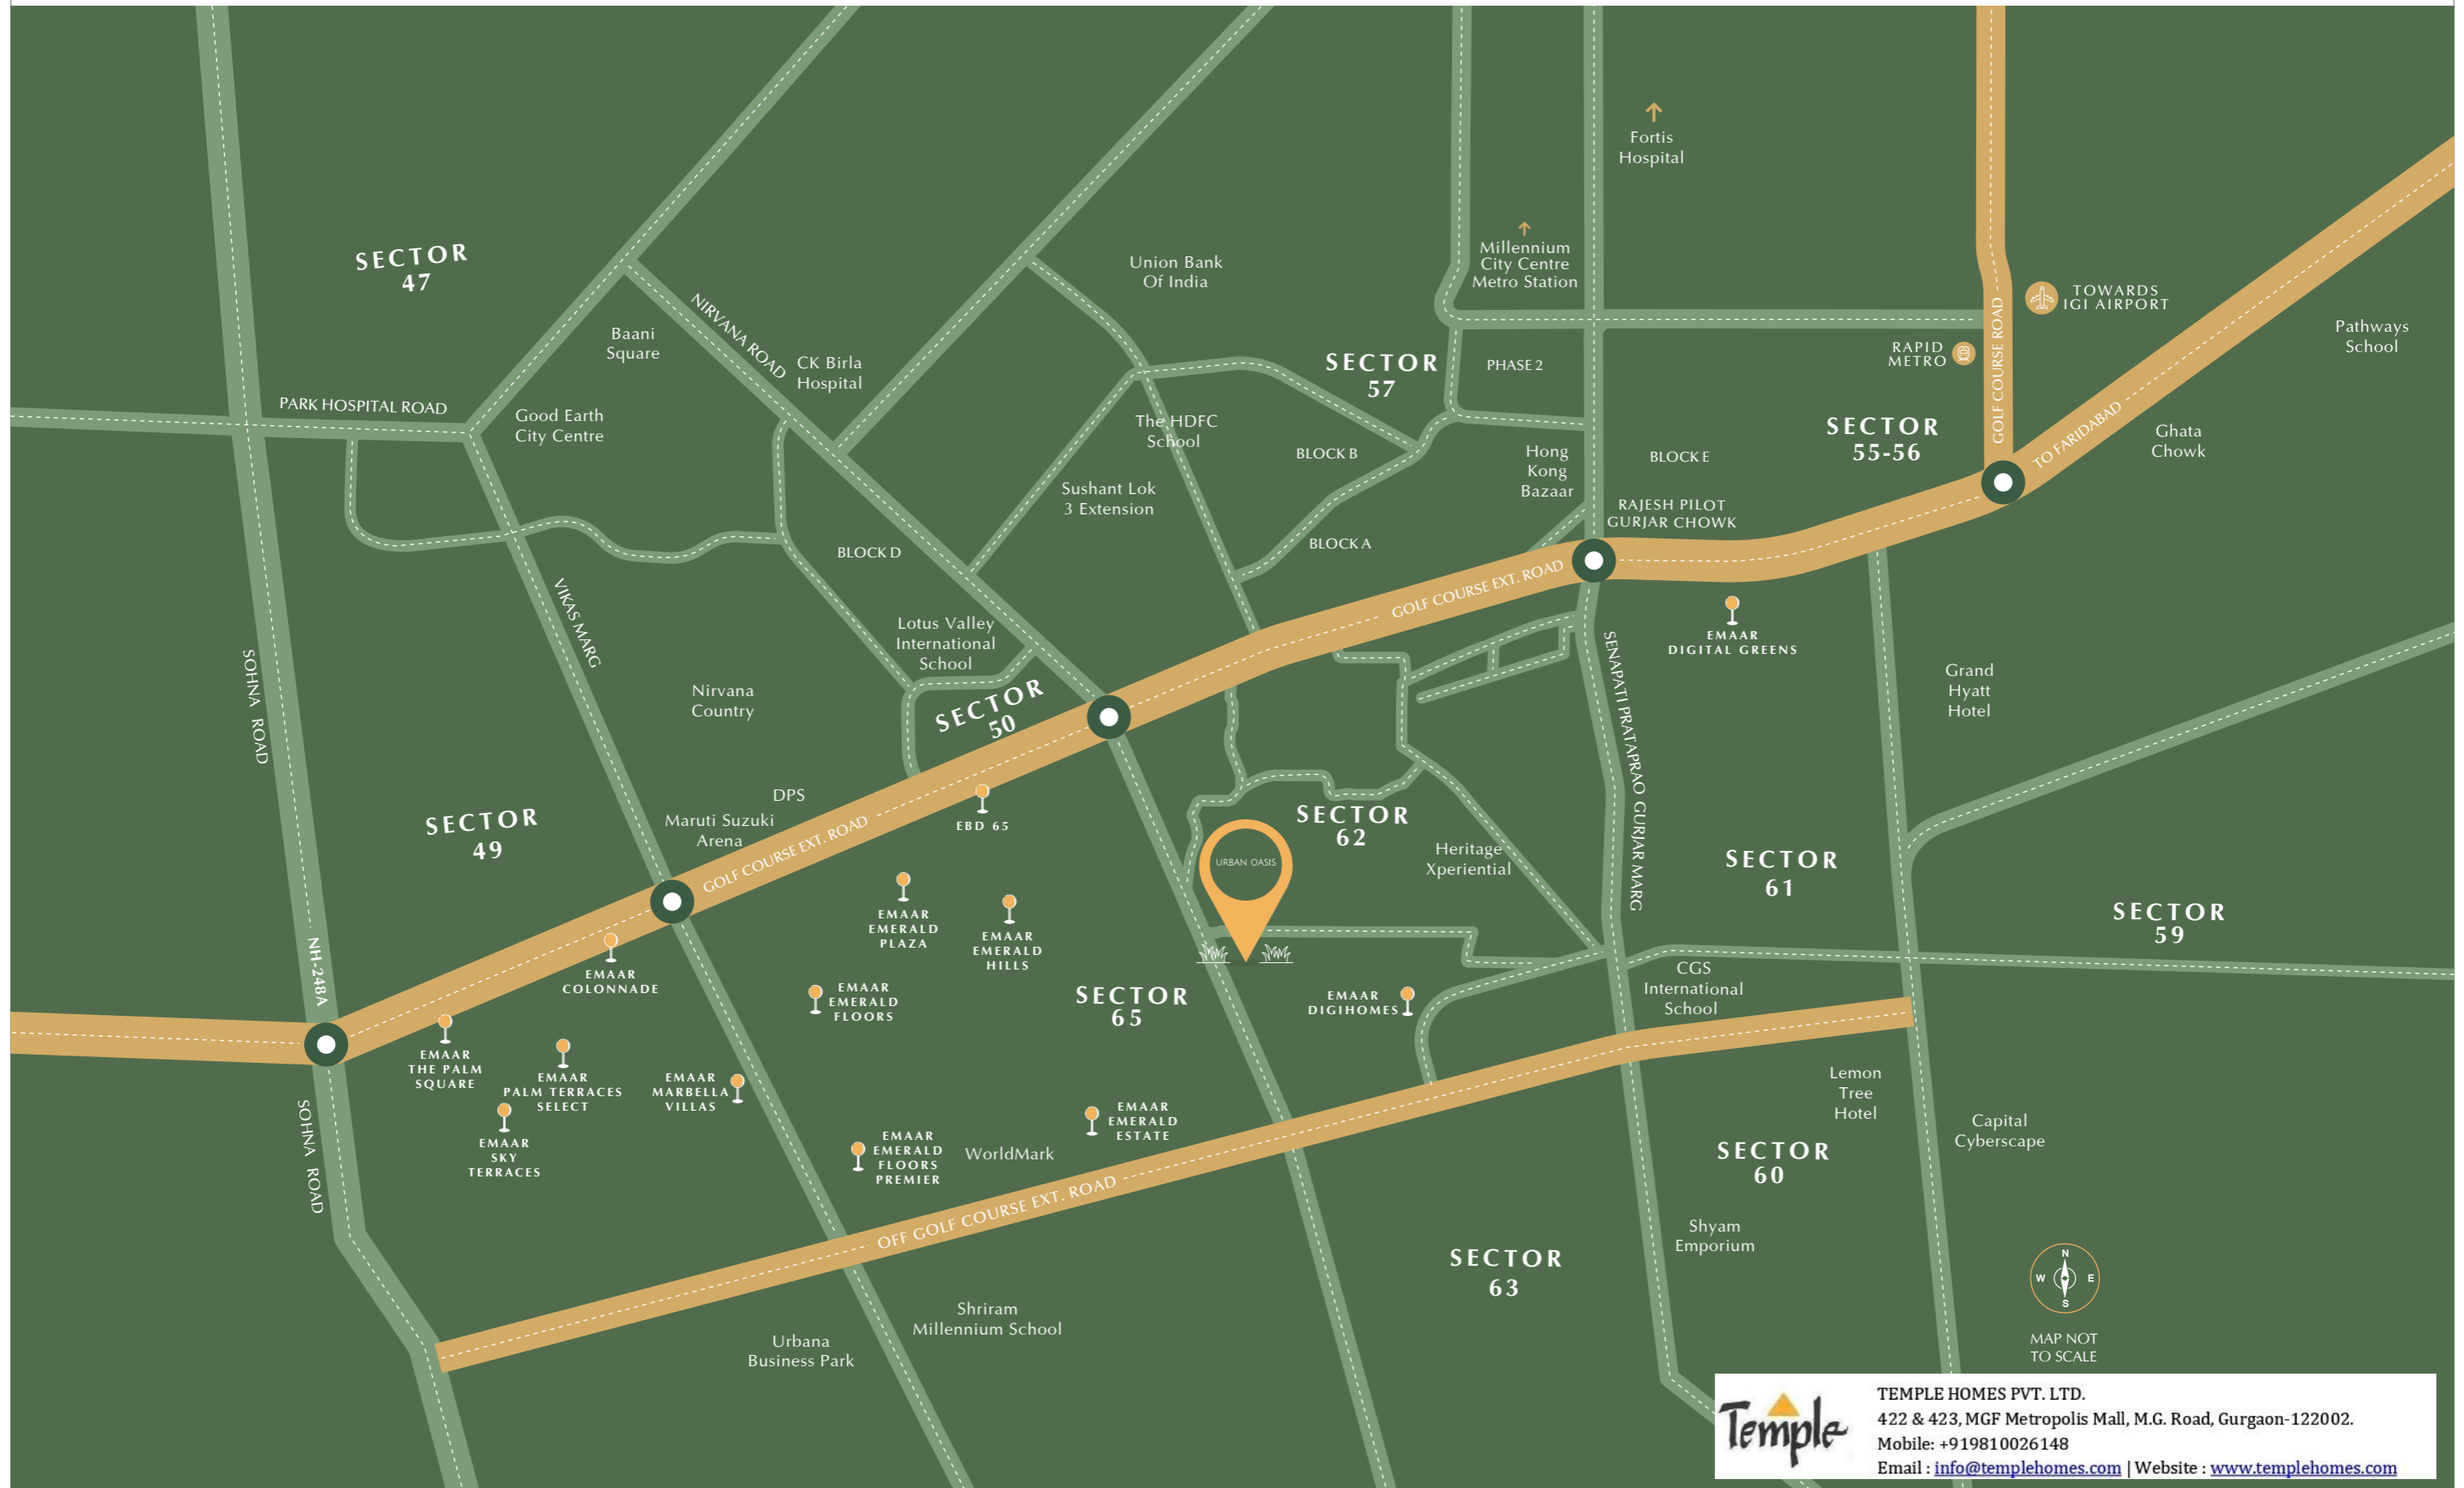 Fortis
Hospital
Millennium
City Centre
Metro Station
Union Bank
Of India
SECTOR
47
TOWARDS
IGI AIRPORT
Pathways
School
Baani
Square
NIRVANA ROAD
CK Birla
Hospital
SECTOR
57
PHASE 2
RAPID
METRO
GOLF COURSE ROAD
PARK HOSPITAL ROAD
Good Earth
City Centre
The HDFC
School
BLOCK B
Hong
Kong
Bazaar
BLOCK E
SECTOR
55-56
TO FARIDABAD
Ghata
Chowk
Sushant Lok
3 Extension
RAJESH PILOT
GURJAR CHOWK
BLOCK D
BLOCK A
GOLF COURSE EXT. ROAD
VIKAS MARG
Lotus Valley
International
School
EMAAR
DIGITAL GREENS
SOHNA ROAD
Nirvana
Country
SECTOR
50
SENAPATI PRATAPRAO GURJAR MARG
Grand
Hyatt
Hotel
DPS
Maruti Suzuki
Arena
EBD 65
SECTOR
49
GOLF COURSE EXT. ROAD
SECTOR
62
URBAN OASIS
Heritage
Xperiential
SECTOR
61
SECTOR
59
EMAAR
EMERALD
PLAZA
EMAAR
EMERALD
HILLS
NH-248A
EMAAR
COLONNADE
EMAAR
EMERALD
FLOORS
SECTOR
65
EMAAR
DIGIHOMES
CGS
International
School
EMAAR
THE PALM
SQUARE
EMAAR
PALM TERRACES
SELECT
EMAAR
MARBELLA
VILLAS
EMAAR
SKY
TERRACES
SOHNA ROAD
EMAAR
EMERALD
FLOORS
PREMIER
WorldMark
EMAAR
EMERALD
ESTATE
Lemon
Tree
Hotel
Capital
Cyberscape
SECTOR
60
OFF GOLF COURSE EXT. ROAD
Shyam
Emporium
SECTOR
63
N
W E
S
MAP NOT
TO SCALE
Shriram
Millennium School
Urbana
Business Park
Temple
TEMPLE HOMES PVT. LTD.
422 & 423, MGF Metropolis Mall, M.G. Road, Gurgaon-122002.
Mobile: +919810026148
Email : info@templehomes.com | Website : www.templehomes.com